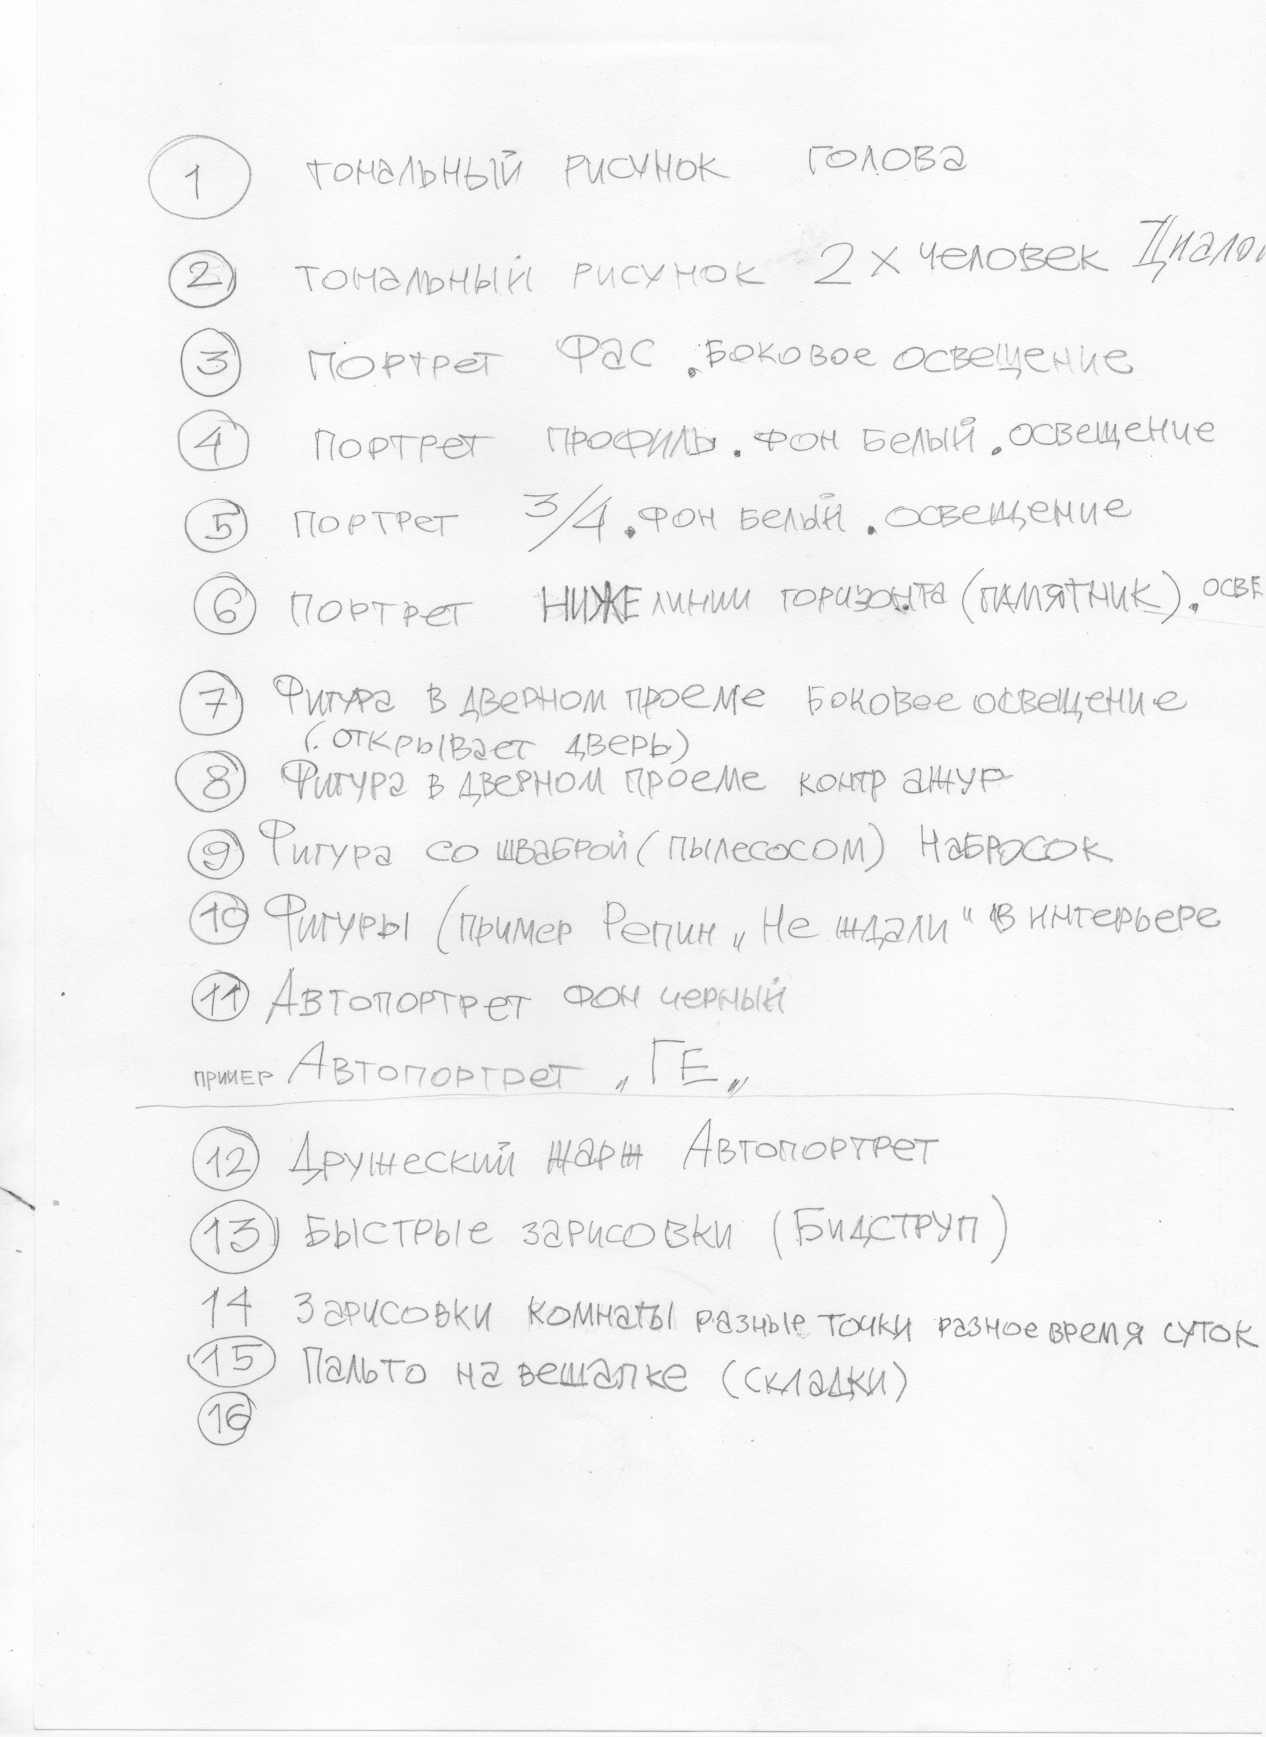 1 тональный рисунок голова
2 тональный рисунок 2х человек Диалог
3 портрет фас . боковое освещение
4 портрет профиль . фон белый . освещение
5 портрет 3/4 . фон белый . освещение
6 портрет ниже линии горизонта (памятник) . осве
7 Фигура в дверном проеме боковое освещение
(. открывает дверь)
8 Фигура в дверном проеме контр ажур
9 Фигура со шваброй (пылесосом) Набросок
10 Фигуры (пример Репин „Не ждали“ в интерьере
11 Автопортрет фон черный
пример Автопортрет „ГЕ„
12 Дружеский шарж Автопортрет
13 Быстрые зарисовки (Бидструп)
14 Зарисовки комнаты разные точки разное время суток
15 Пальто на вешалке (складки)
16